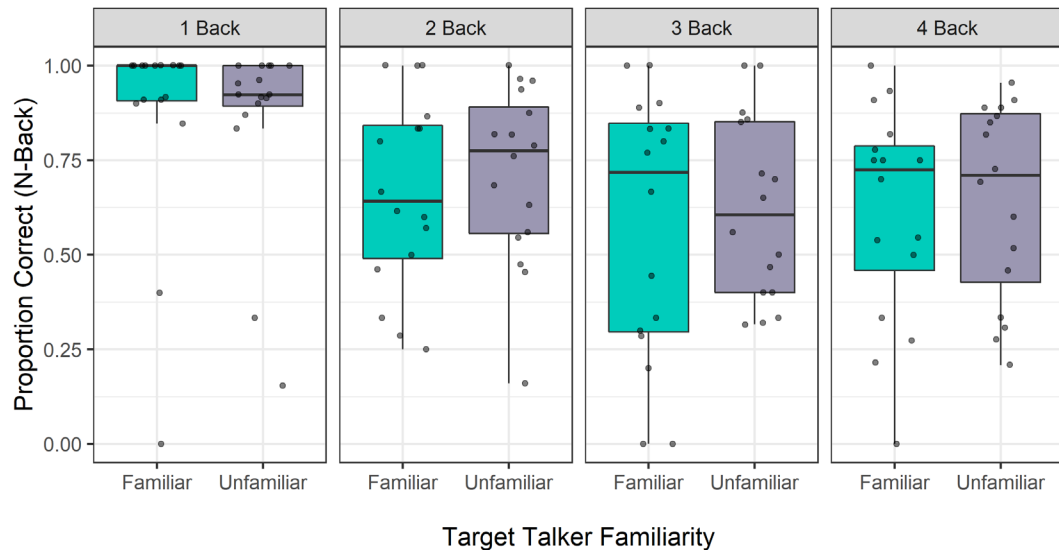 1 Back
2 Back
3 Back
4 Back
Proportion Correct (N-Back)
1.00
0.75
0.50
0.25
0.00
Familiar Unfamiliar
Familiar Unfamiliar
Familiar Unfamiliar
Familiar Unfamiliar
Target Talker Familiarity